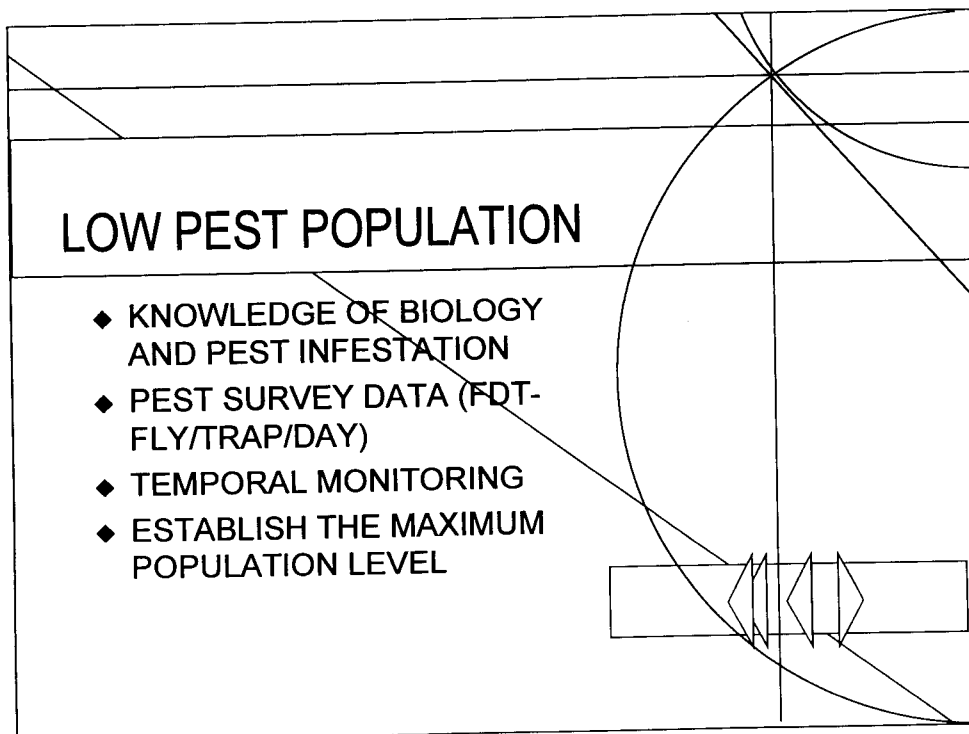 LOW PEST POPULATION
◆ KNOWLEDGE OF BIOLOGY
AND PEST INFESTATION
◆ PEST SURVEY DATA (FDT-
FLY/TRAP/DAY)
◆ TEMPORAL MONITORING
◆ ESTABLISH THE MAXIMUM
POPULATION LEVEL